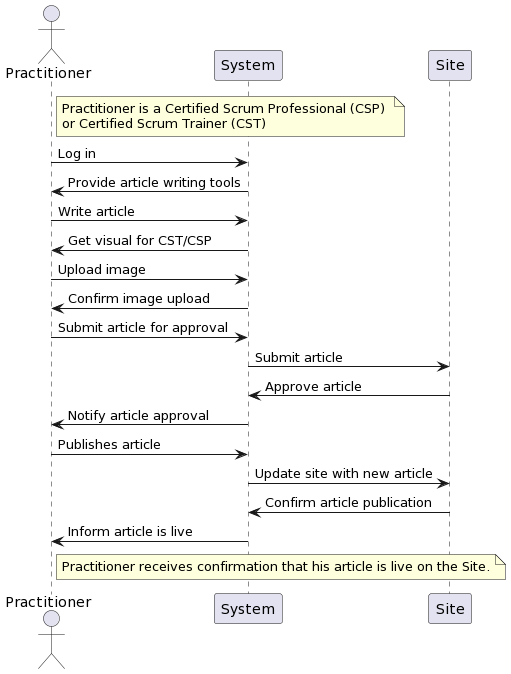 Practitioner
System
Site
Practitioner is a Certified Scrum Professional (CSP)
or Certified Scrum Trainer (CST)
Log in
Provide article writing tools
Write article
Get visual for CST/CSP
Upload image
Confirm image upload
Submit article for approval
Submit article
Approve article
Notify article approval
Publishes article
Update site with new article
Confirm article publication
Inform article is live
Practitioner receives confirmation that his article is live on the Site.
Practitioner
System
Site